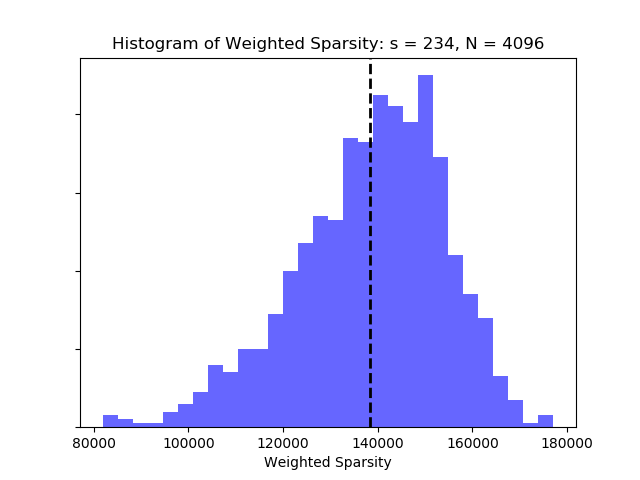 Histogram of Weighted Sparsity: s = 234, N = 4096
80000 100000 120000 140000 160000 180000
Weighted Sparsity